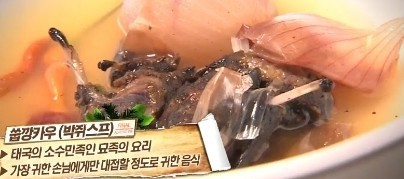 쏠깡카우 (박쥐스프)
태국의 소수민족인 묘족의 요리
가장 귀한 손님에게만 대접할 정도로 귀한 음식